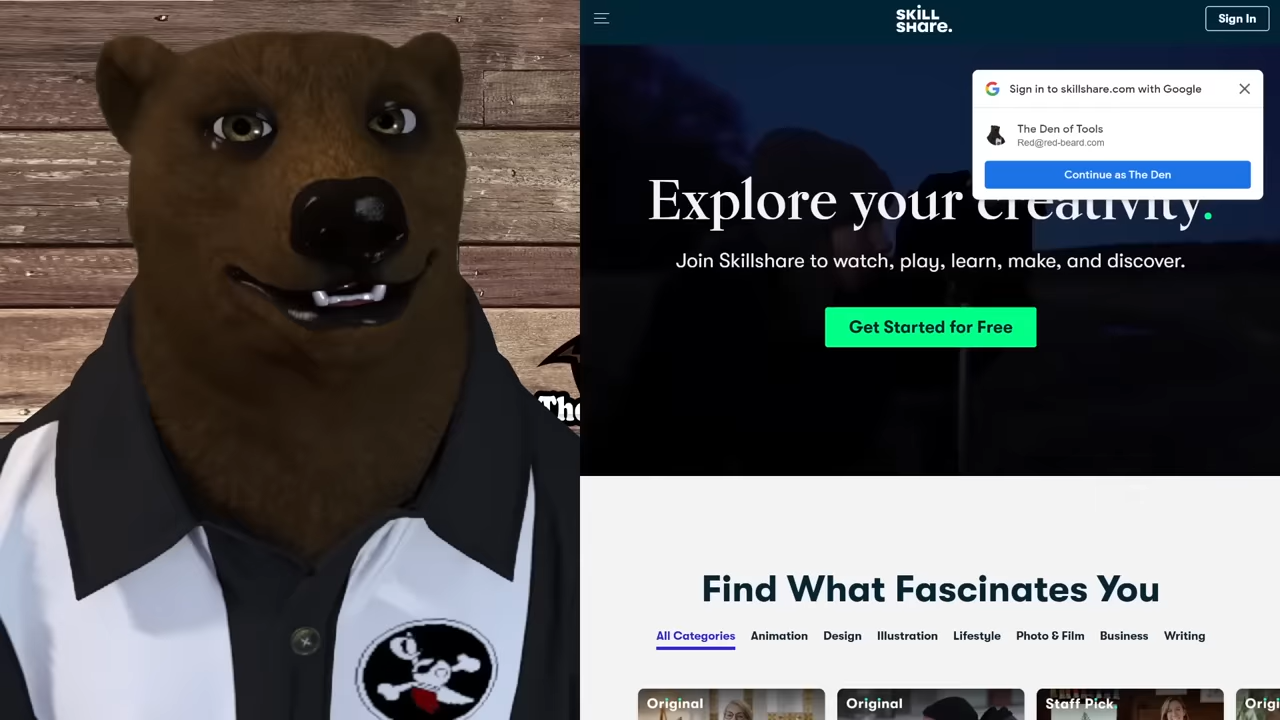 The
SKILL
SHARE.
Sign In
Sign in to skillshare.com with Google
The Den of Tools
Red@red-beard.com
Continue as The Den
Explore your creativity.
Join Skillshare to watch, play, learn, make, and discover.
Get Started for Free
Find What Fascinates You
All Categories Animation Design Illustration Lifestyle Photo & Film Business Writing
Original Original Staff Pick Origi